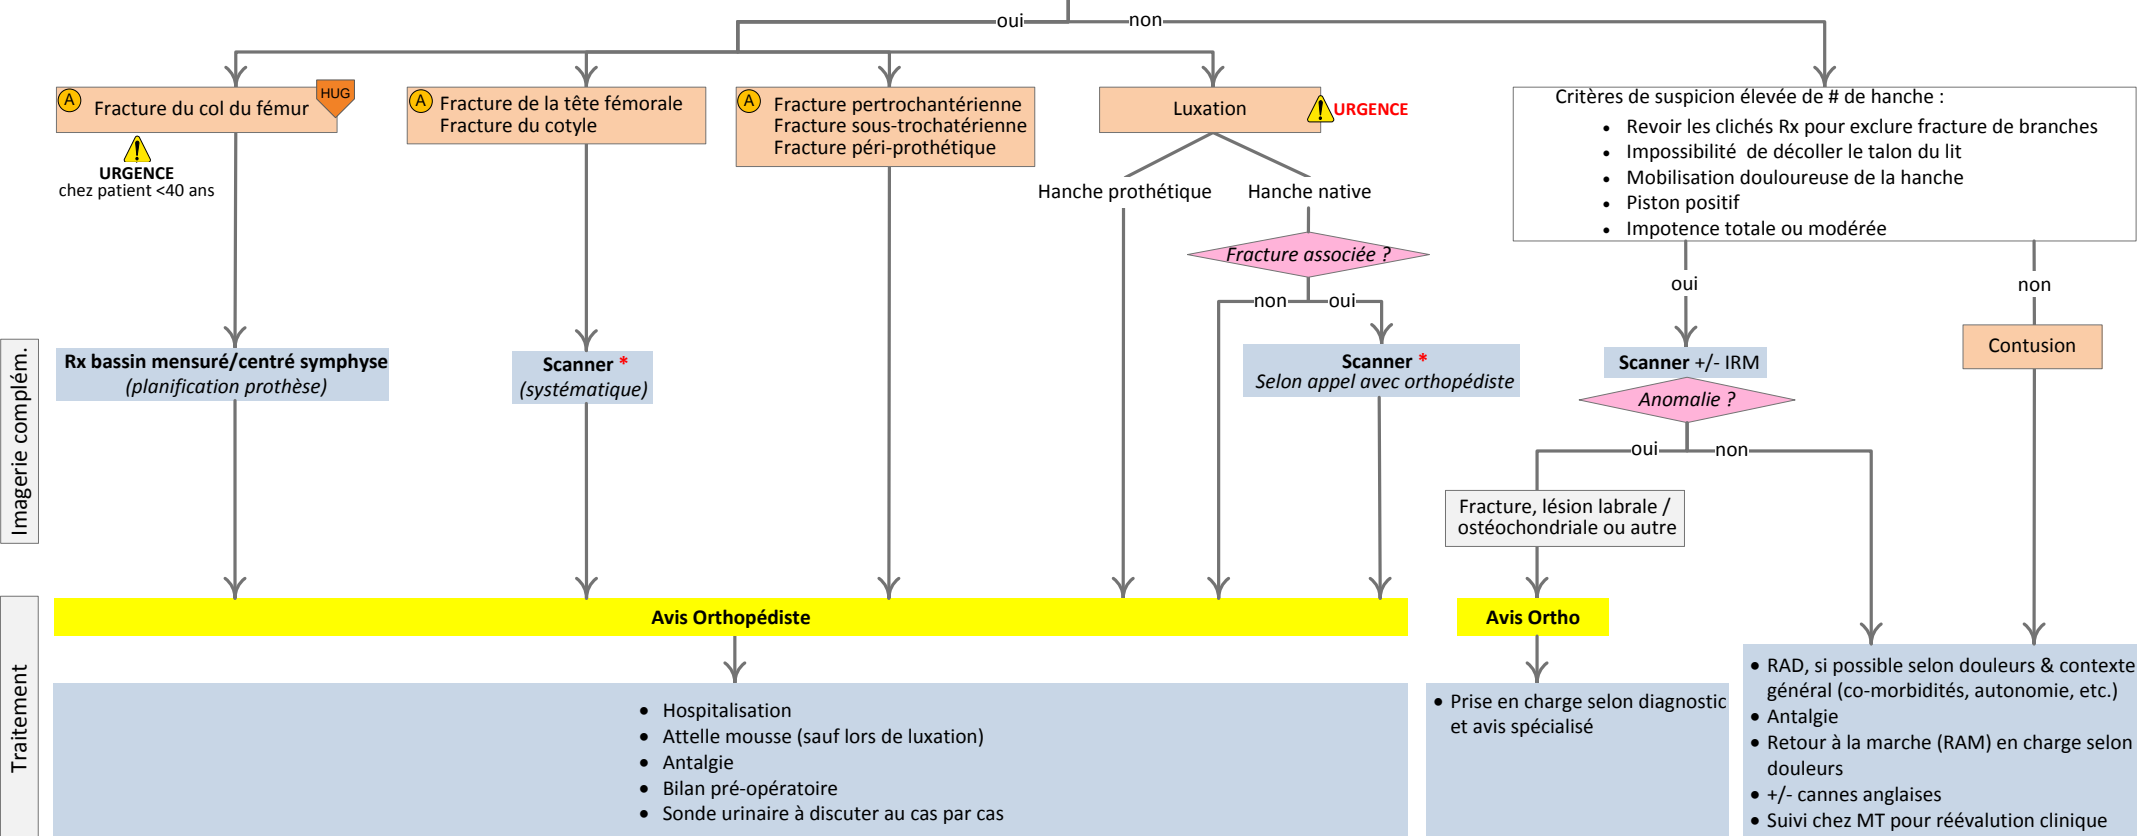 oui
non
A
Fracture du col du fémur
HUG
URGENCE
chez patient <40 ans
A
Fracture de la tête fémorale
Fracture du cotyle
A
Fracture pertrochantérienne
Fracture sous-trochatérienne
Fracture péri-prothétique
Luxation
URGENCE
Hanche prothétique
Hanche native
Fracture associée ?
non
oui
Critères de suspicion élevée de # de hanche :
• Revoir les clichés Rx pour exclure fracture de branches
• Impossibilité de décoller le talon du lit
• Mobilisation douloureuse de la hanche
• Piston positif
• Impotence totale ou modérée
oui
non
Imagerie complém.
Rx bassin mensuré/centré symphyse
(planification prothèse)
Scanner *
(systématique)
Scanner *
Selon appel avec orthopédiste
Scanner +/- IRM
Anomalie ?
Contusion
oui
non
Fracture, lésion labrale /
ostéochondriale ou autre
Traitement
Avis Orthopédiste
Avis Ortho
• Hospitalisation
• Attelle mousse (sauf lors de luxation)
• Antalgie
• Bilan pré-opératoire
• Sonde urinaire à discuter au cas par cas
• Prise en charge selon diagnostic
et avis spécialisé
• RAD, si possible selon douleurs & contexte
général (co-morbidités, autonomie, etc.)
• Antalgie
• Retour à la marche (RAM) en charge selon
douleurs
• +/- cannes anglaises
• Suivi chez MT pour réévalution clinique